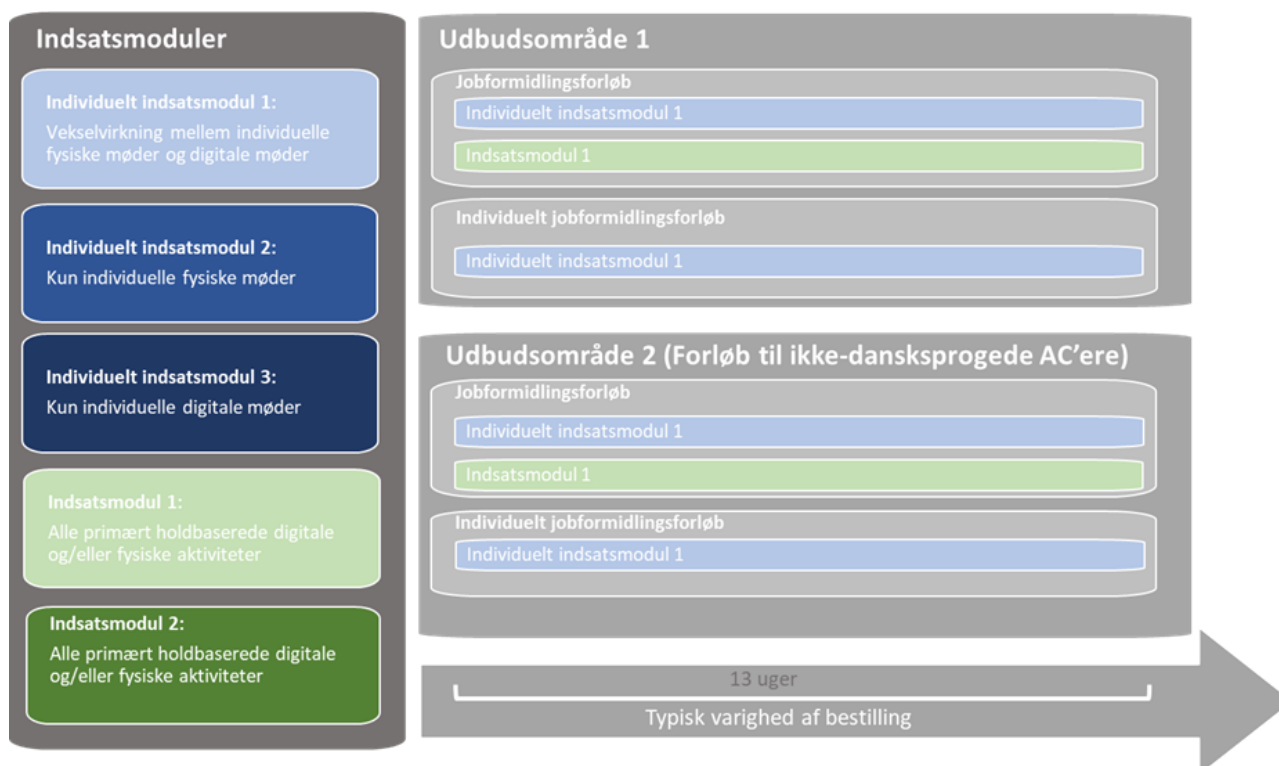 Indsatsmoduler
Individuelt indsatsmodul 1:
Vekselvirkning mellem individuelle
fysiske møder og digitale møder
Individuelt indsatsmodul 2:
Kun individuelle fysiske møder
Individuelt indsatsmodul 3:
Kun individuelle digitale møder
Indsatsmodul 1:
Alle primært holdbaserede digitale
og/eller fysiske aktiviteter
Indsatsmodul 2:
Alle primært holdbaserede digitale
og/eller fysiske aktiviteter
Udbudsområde 1
Jobformidlingsforløb
Individuelt indsatsmodul 1
Indsatsmodul 1
Individuelt jobformidlingsforløb
Individuelt indsatsmodul 1
Udbudsområde 2 (Forløb til ikke-dansksprogede AC’ere)
Jobformidlingsforløb
Individuelt indsatsmodul 1
Indsatsmodul 1
Individuelt jobformidlingsforløb
Individuelt indsatsmodul 1
13 uger
Typisk varighed af bestilling